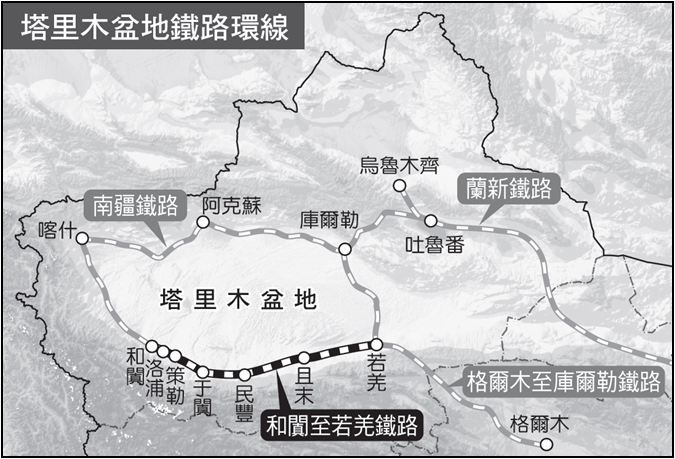 塔里木盆地鐵路環線
烏魯木齊
蘭新鐵路
南疆鐵路
阿克蘇
庫爾勒
吐魯番
喀什
塔里木盆地
和闐
洛浦
策勒
于闐
民豐
且末
若羌
格爾木至庫爾勒鐵路
和闐至若羌鐵路
格爾木